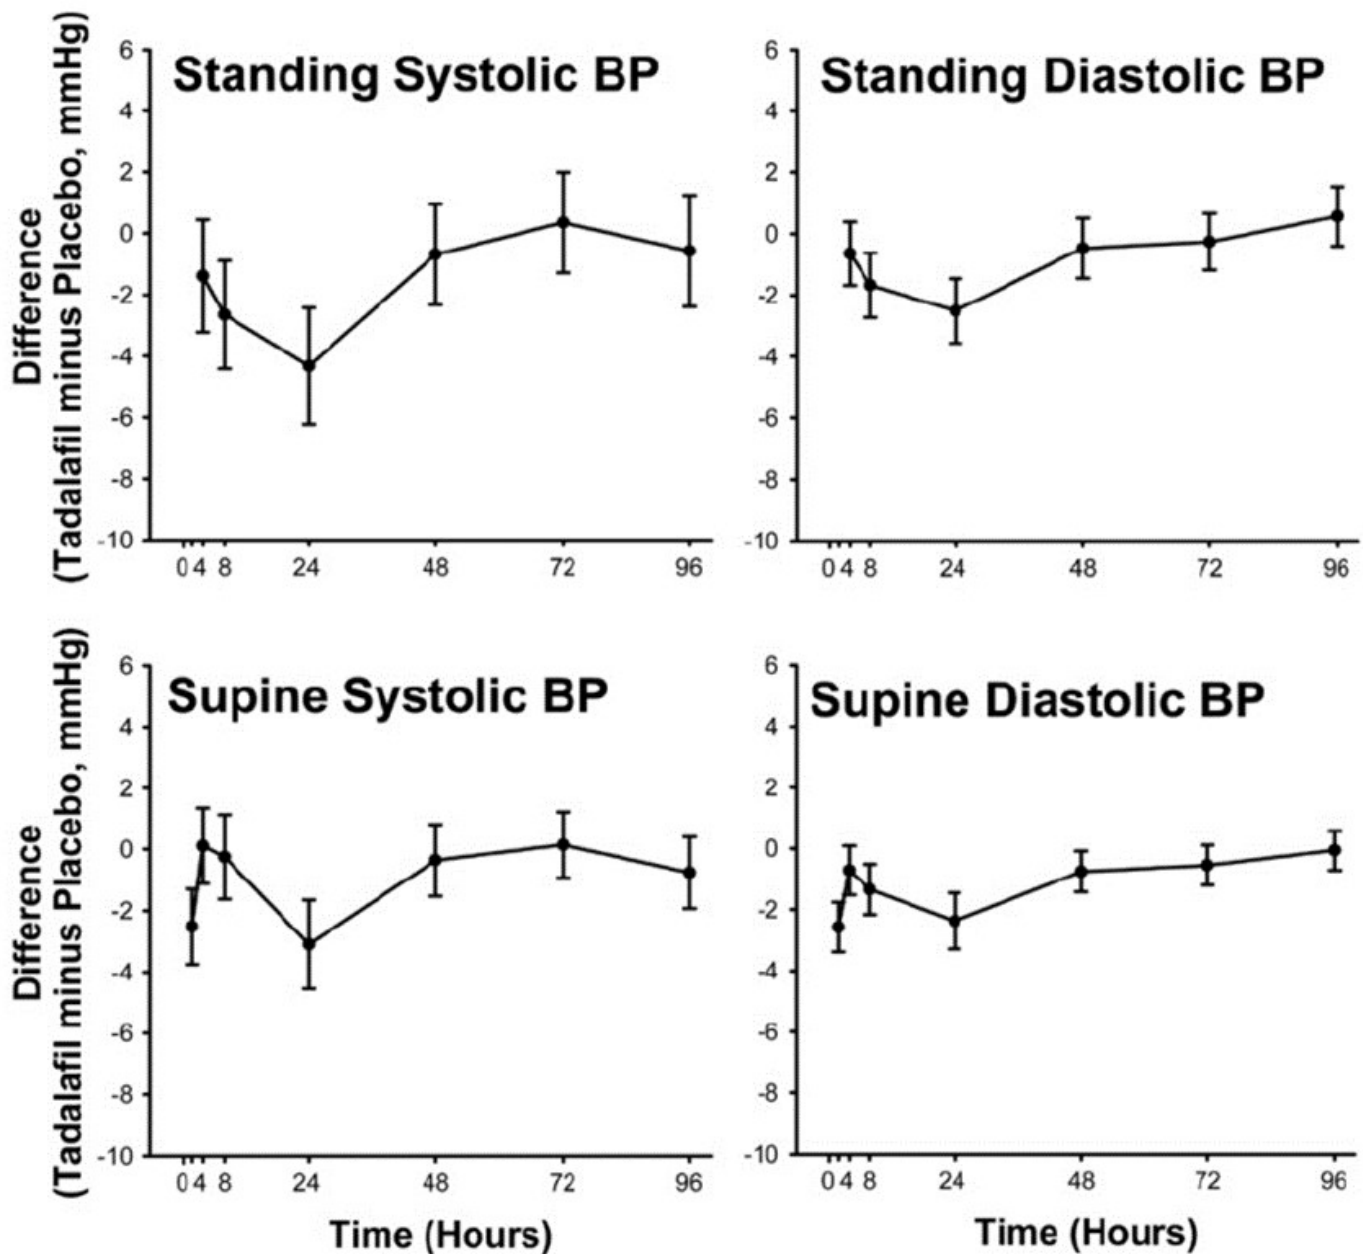 Standing Systolic BP
Difference
(Tadalafil minus Placebo, mmHg)
6
4
2
0
-2
-4
-6
-8
-10
0 4 8 24 48 72 96
Standing Diastolic BP
6
4
2
0
-2
-4
-6
-8
-10
0 4 8 24 48 72 96
Supine Systolic BP
Difference
(Tadalafil minus Placebo, mmHg)
6
4
2
0
-2
-4
-6
-8
-10
0 4 8 24 48 72 96
Time (Hours)
Supine Diastolic BP
6
4
2
0
-2
-4
-6
-8
-10
0 4 8 24 48 72 96
Time (Hours)